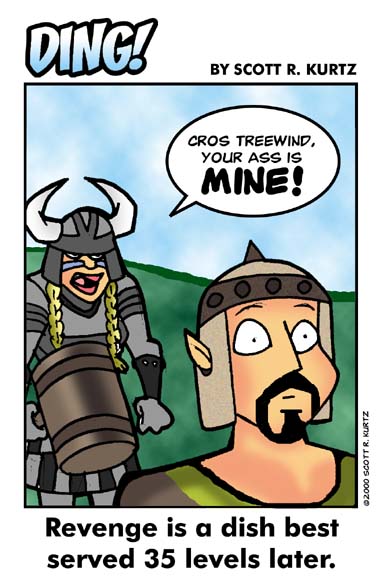 DING!
BY SCOTT R. KURTZ
CROS TREEWIND,
YOUR ASS IS
MINE!
©2000 SCOTT R. KURTZ
Revenge is a dish best
served 35 levels later.